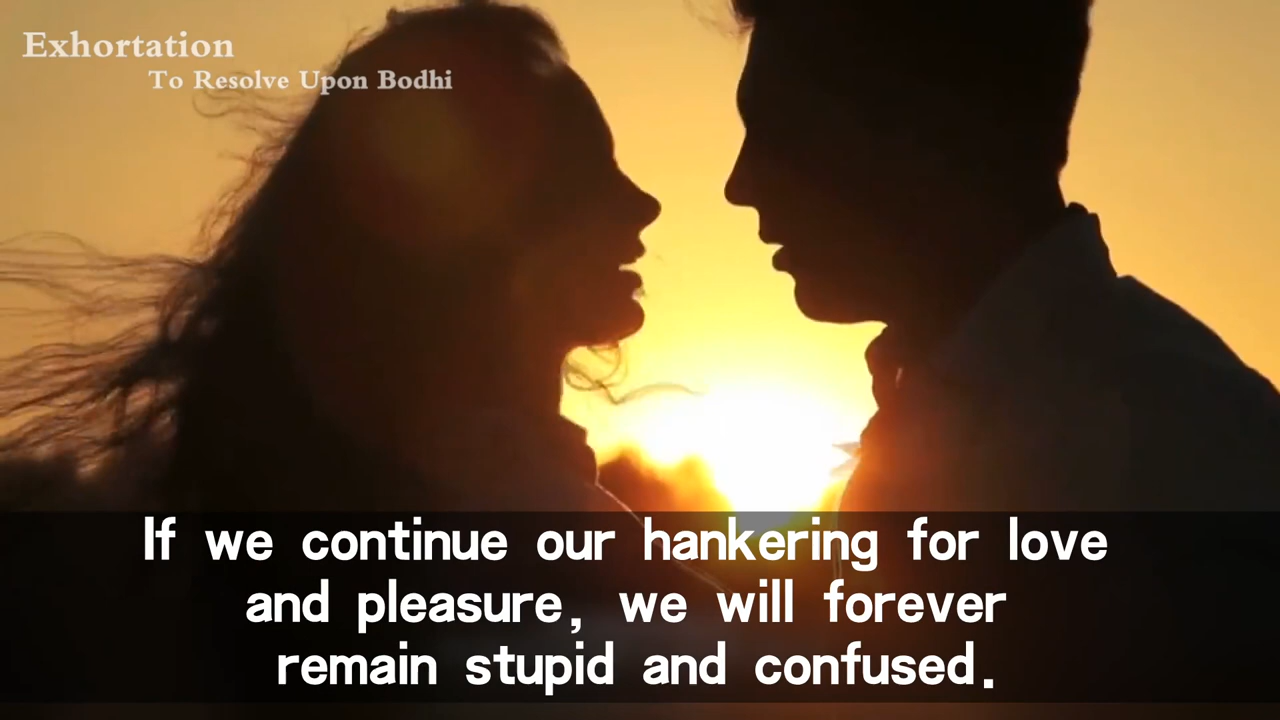 Exhortation
To Resolve Upon Bodhi
If we continue our hankering for love
and pleasure, we will forever
remain stupid and confused.